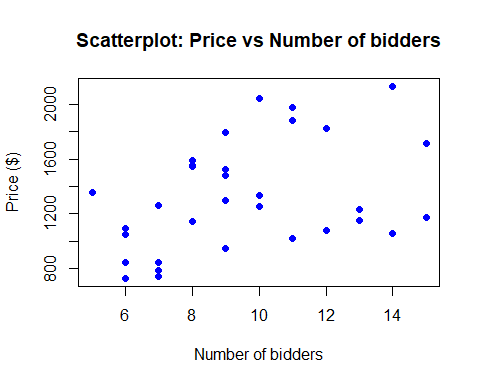 Scatterplot: Price vs Number of bidders
Price ($)
2000
1600
1200
800
6 8 10 12 14
Number of bidders